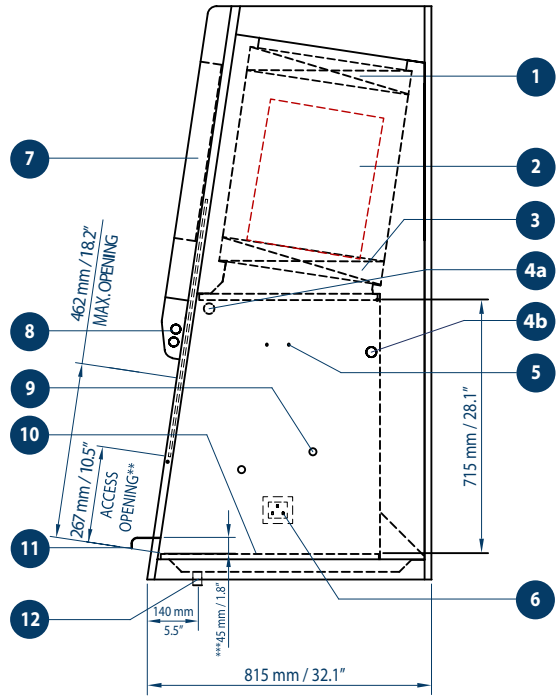 1
2
7
3
4a
462 mm / 18.2"
MAX. OPENING
8
4b
5
9
715 mm / 28.1"
10
267 mm / 10.5"
ACCESS
OPENING**
11
6
12
140 mm
5.5"
***45 mm / 1.8"
815 mm / 32.1"